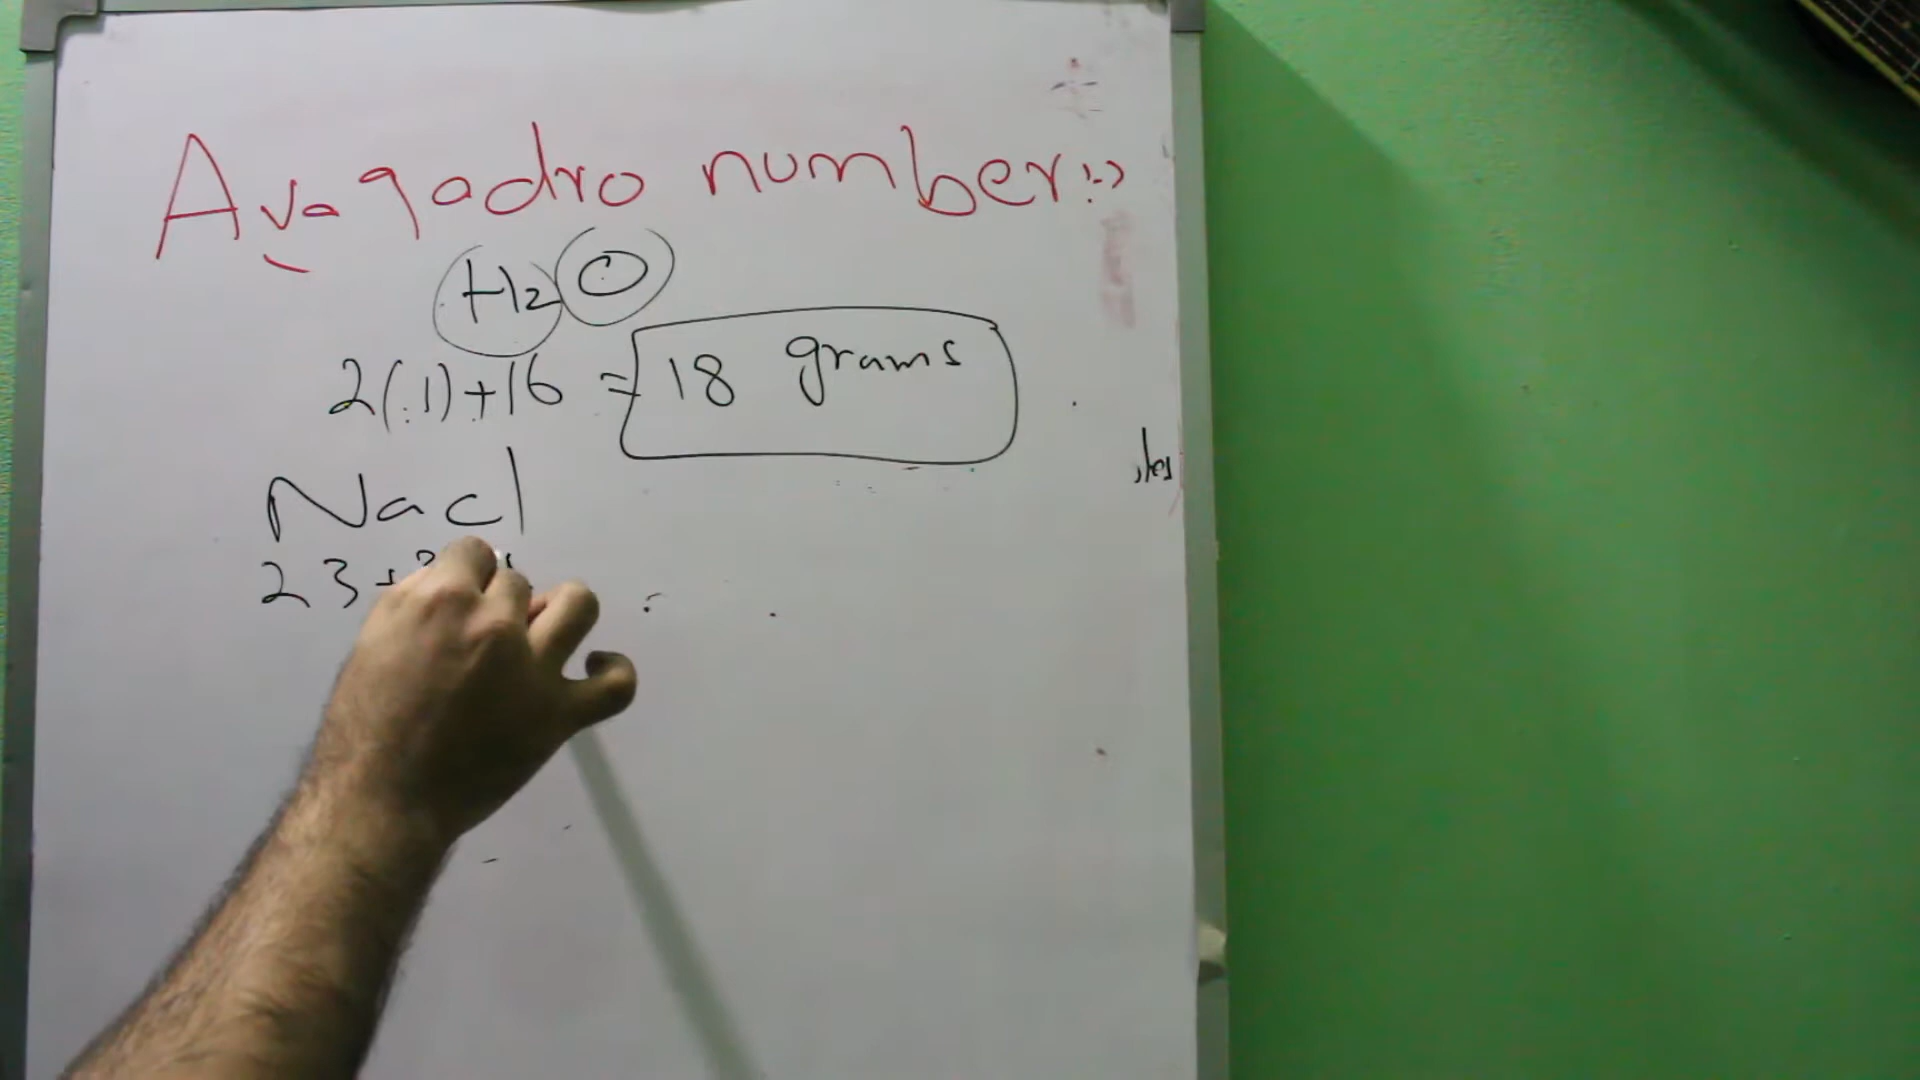 Avagadro number:-)
H₂O
2(1)+16 = 18 grams
Nacl
23+